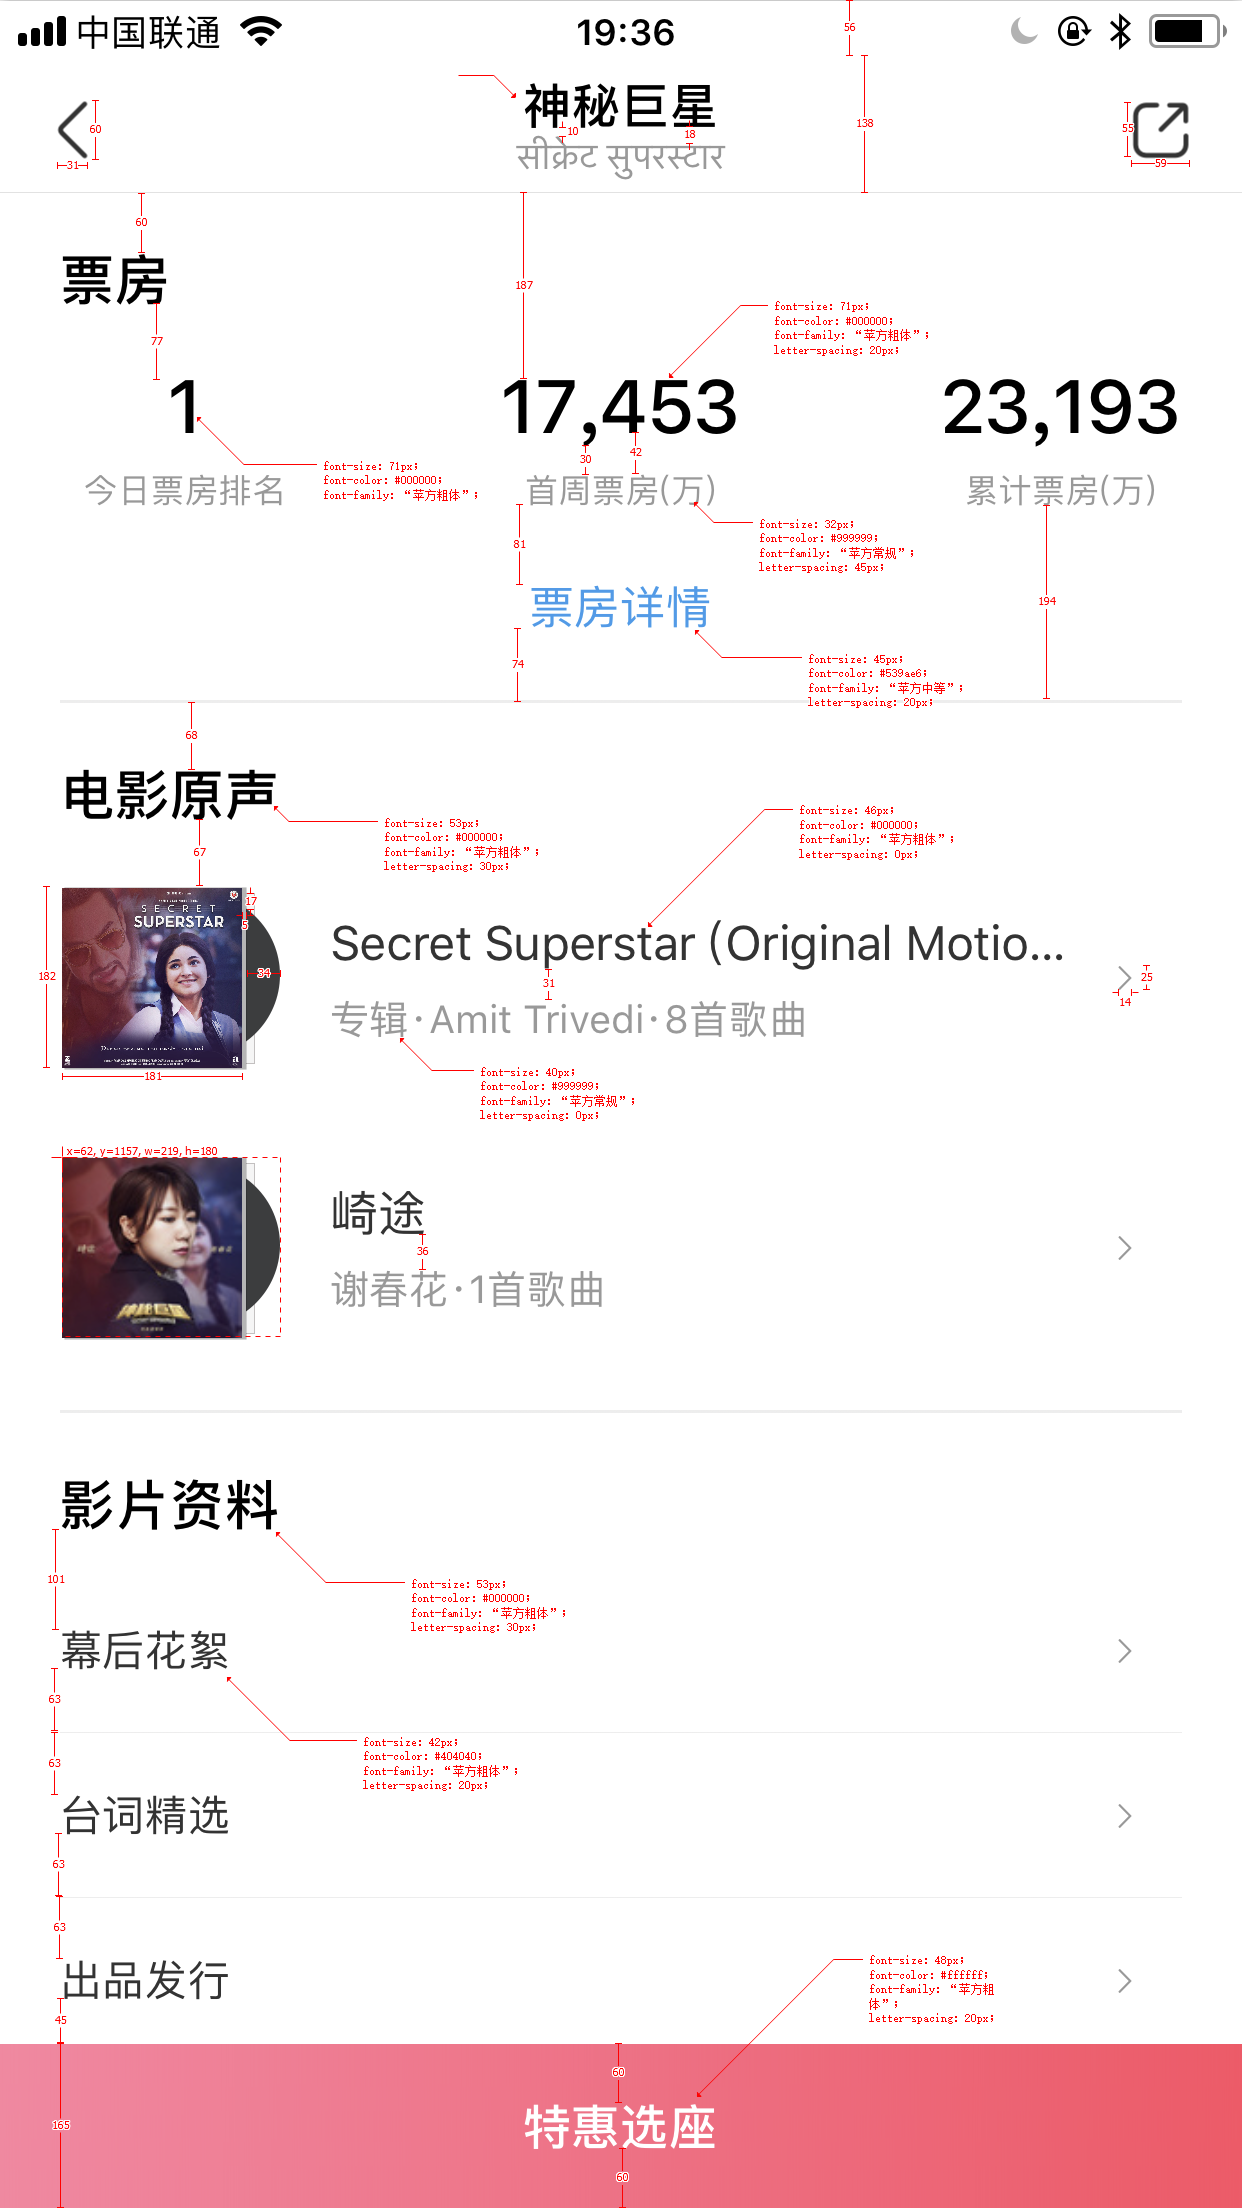 中国联通
19:36
56
神秘巨星
60
10
18
138
55
31
सीक्रेट सुपरस्टार
59
60
票房
187
77
font-size: 71px;
font-color: #000000;
font-family: “苹方粗体”;
letter-spacing: 20px;
1
17,453
23,193
30
42
font-size: 71px;
font-color: #000000;
font-family: “苹方粗体”;
今日票房排名
首周票房(万)
累计票房(万)
81
font-size: 32px;
font-color: #999999;
font-family: “苹方常规”;
letter-spacing: 45px;
194
票房详情
74
font-size: 45px;
font-color: #539ae6;
font-family: “苹方中等”;
letter-spacing: 20px;
68
电影原声
67
font-size: 53px;
font-color: #000000;
font-family: “苹方粗体”;
letter-spacing: 30px;
font-size: 46px;
font-color: #000000;
font-family: “苹方粗体”;
letter-spacing: 0px;
17
SECRET
SUPERSTAR
5
34
182
Secret Superstar (Original Motio...
31
25
14
专辑·Amit Trivedi·8首歌曲
181
font-size: 40px;
font-color: #999999;
font-family: “苹方常规”;
letter-spacing: 0px;
x=62, y=1157, w=219, h=180
崎途
36
谢春花·1首歌曲
神秘巨星
影片资料
101
font-size: 53px;
font-color: #000000;
font-family: “苹方粗体”;
letter-spacing: 30px;
幕后花絮
63
63
font-size: 42px;
font-color: #404040;
font-family: “苹方粗体”;
letter-spacing: 20px;
台词精选
63
63
出品发行
45
font-size: 48px;
font-color: #ffffff;
font-family: “苹方粗
体”;
letter-spacing: 20px;
60
165
特惠选座
60